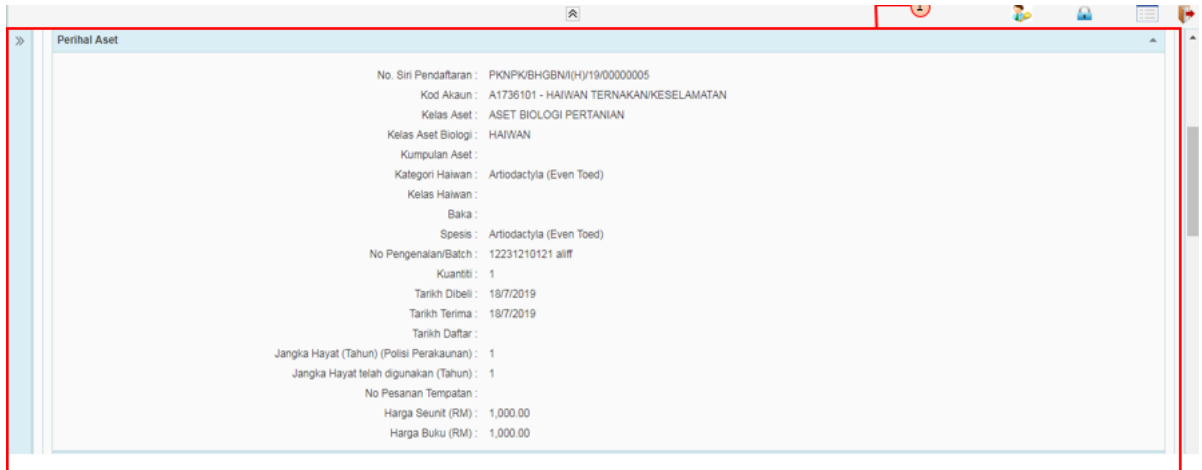 1
Perihal Aset
No. Siri Pendaftaran : PKNPK/BHGBN/I(H)/19/00000005
Kod Akaun : A1736101 - HAIWAN TERNAKAN/KESELAMATAN
Kelas Aset : ASET BIOLOGI PERTANIAN
Kelas Aset Biologi : HAIWAN
Kumpulan Aset :
Kategori Haiwan : Artiodactyla (Even Toed)
Kelas Haiwan :
Baka :
Spesis : Artiodactyla (Even Toed)
No Pengenalan/Batch : 12231210121 aliff
Kuantiti : 1
Tarikh Dibeli : 18/7/2019
Tarikh Terima : 18/7/2019
Tarikh Daftar :
Jangka Hayat (Tahun) (Polisi Perakaunan) : 1
Jangka Hayat telah digunakan (Tahun) : 1
No Pesanan Tempatan :
Harga Seunit (RM) : 1,000.00
Harga Buku (RM) : 1,000.00